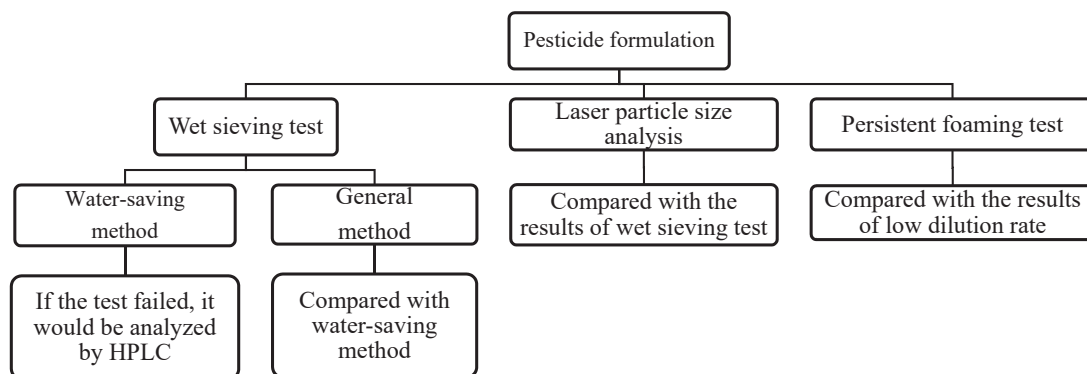 Pesticide formulation
Wet sieving test
Laser particle size
analysis
Persistent foaming test
Water-saving
method
General
method
Compared with the
results of wet sieving test
Compared with the results
of low dilution rate
If the test failed, it
would be analyzed
by HPLC
Compared with
water-saving
method